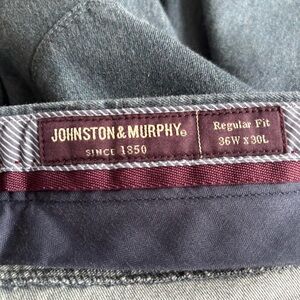 JOHNSTON & MURPHY®
SINCE 1850
Regular Fit
36W X 30L